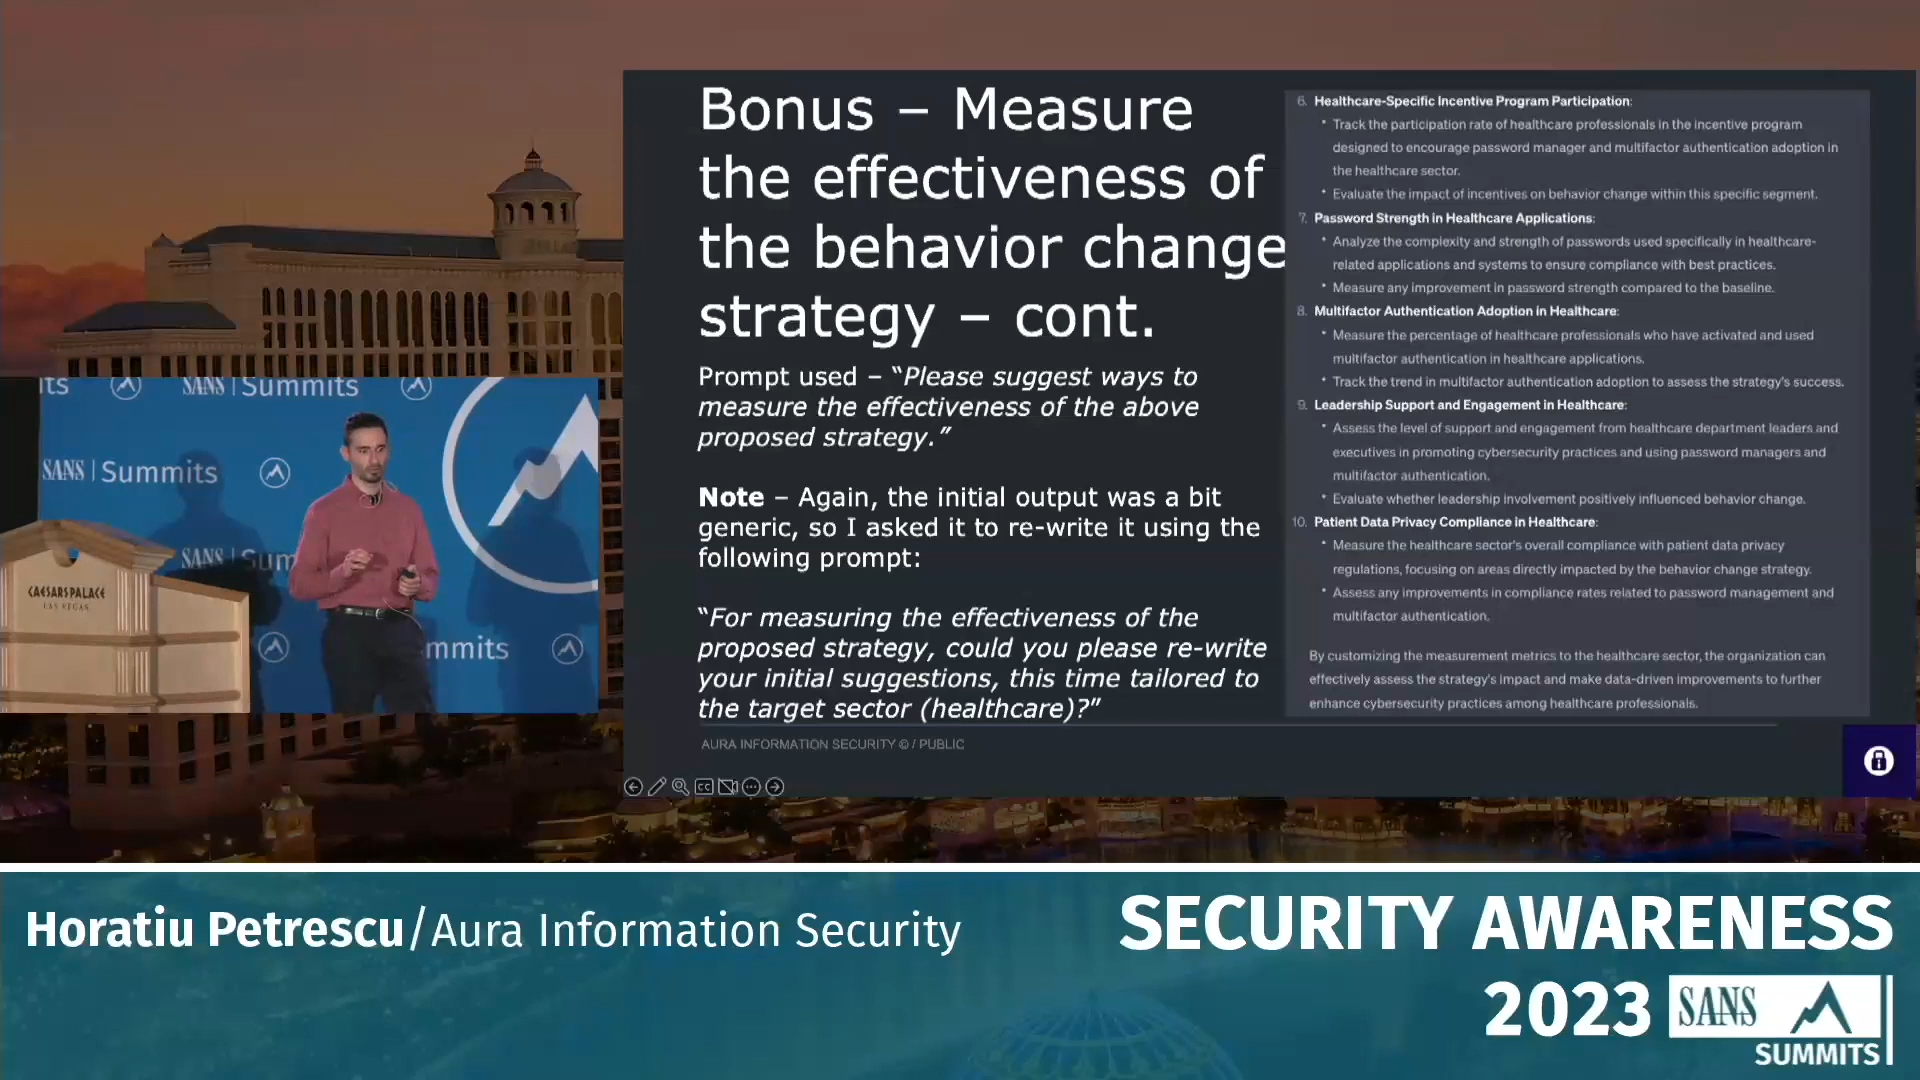 Bonus – Measure
the effectiveness of
the behavior change
strategy – cont.
Prompt used – “Please suggest ways to
measure the effectiveness of the above
proposed strategy.”
Note – Again, the initial output was a bit
generic, so I asked it to re-write it using the
following prompt:
“For measuring the effectiveness of the
proposed strategy, could you please re-write
your initial suggestions, this time tailored to
the target sector (healthcare)?”
AURA INFORMATION SECURITY © / PUBLIC
6. Healthcare-Specific Incentive Program Participation:
• Track the participation rate of healthcare professionals in the incentive program
designed to encourage password manager and multifactor authentication adoption in
the healthcare sector.
• Evaluate the impact of incentives on behavior change within this specific segment.
7. Password Strength in Healthcare Applications:
• Analyze the complexity and strength of passwords used specifically in healthcare-
related applications and systems to ensure compliance with best practices.
• Measure any improvement in password strength compared to the baseline.
8. Multifactor Authentication Adoption in Healthcare:
• Measure the percentage of healthcare professionals who have activated and used
multifactor authentication in healthcare applications.
• Track the trend in multifactor authentication adoption to assess the strategy's success.
9. Leadership Support and Engagement in Healthcare:
• Assess the level of support and engagement from healthcare department leaders and
executives in promoting cybersecurity practices and using password managers and
multifactor authentication.
• Evaluate whether leadership involvement positively influenced behavior change.
10. Patient Data Privacy Compliance in Healthcare:
• Measure the healthcare sector's overall compliance with patient data privacy
regulations, focusing on areas directly impacted by the behavior change strategy.
• Assess any improvements in compliance rates related to password management and
multifactor authentication.
By customizing the measurement metrics to the healthcare sector, the organization can
effectively assess the strategy's impact and make data-driven improvements to further
enhance cybersecurity practices among healthcare professionals.
CC
its
SANS | Summits
SANS | Summits
SANS | Sum
mmits
CAESARS PALACE
LAS VEGAS
Horatiu Petrescu/Aura Information Security
SECURITY AWARENESS
2023
SANS
SUMMITS